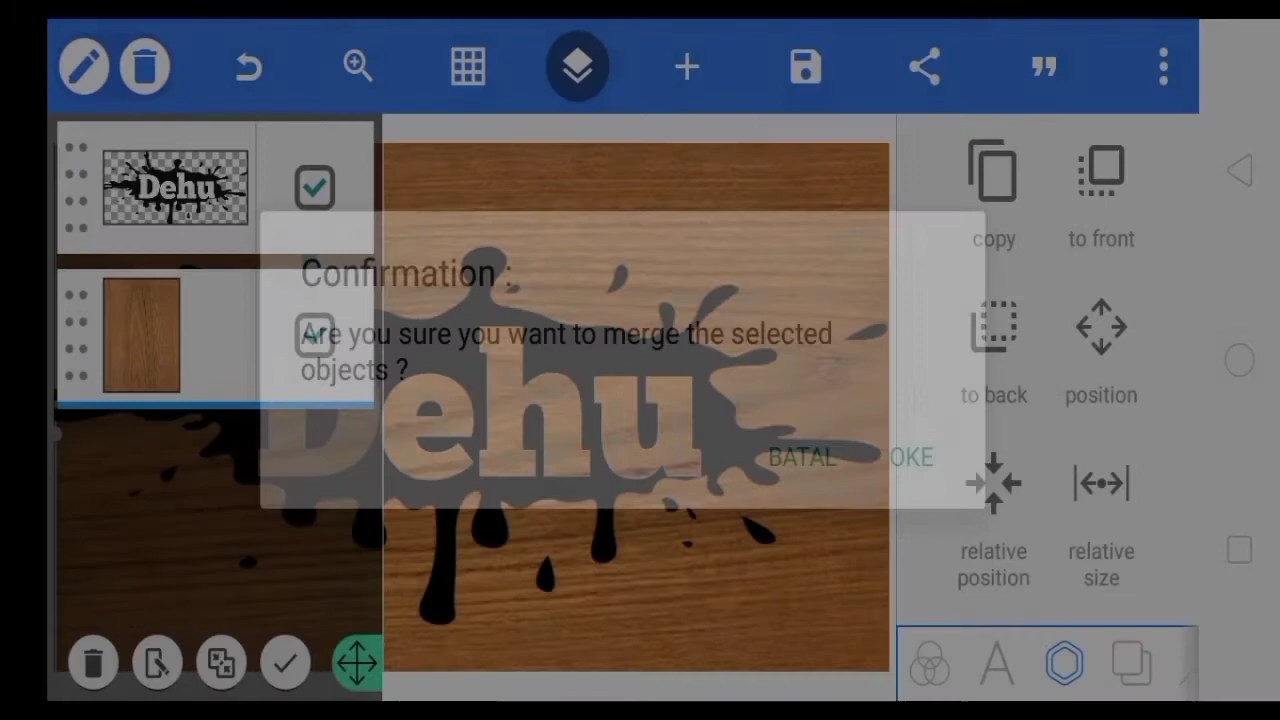 Dehu
Confirmation :
Are you sure you want to merge the selected
objects ?
Dehu
BATAL OKE
copy
to front
to back
position
relative
position
relative
size
A